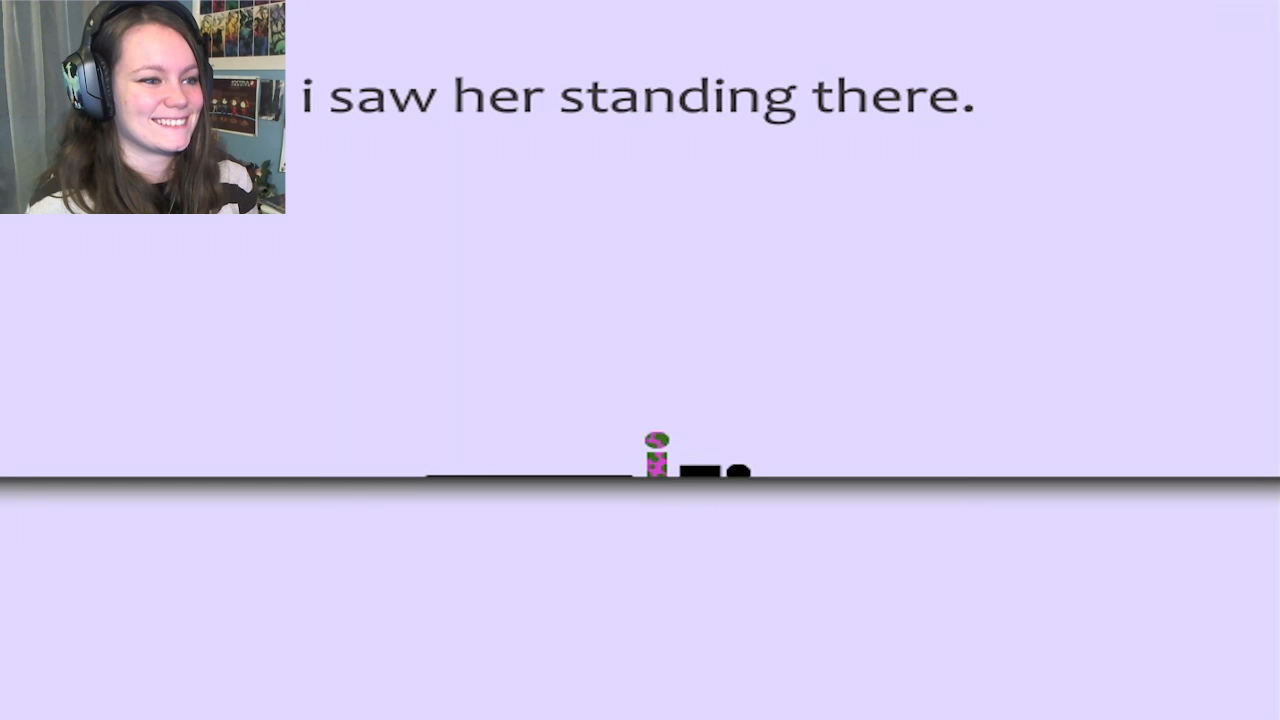 i saw her standing there.
i